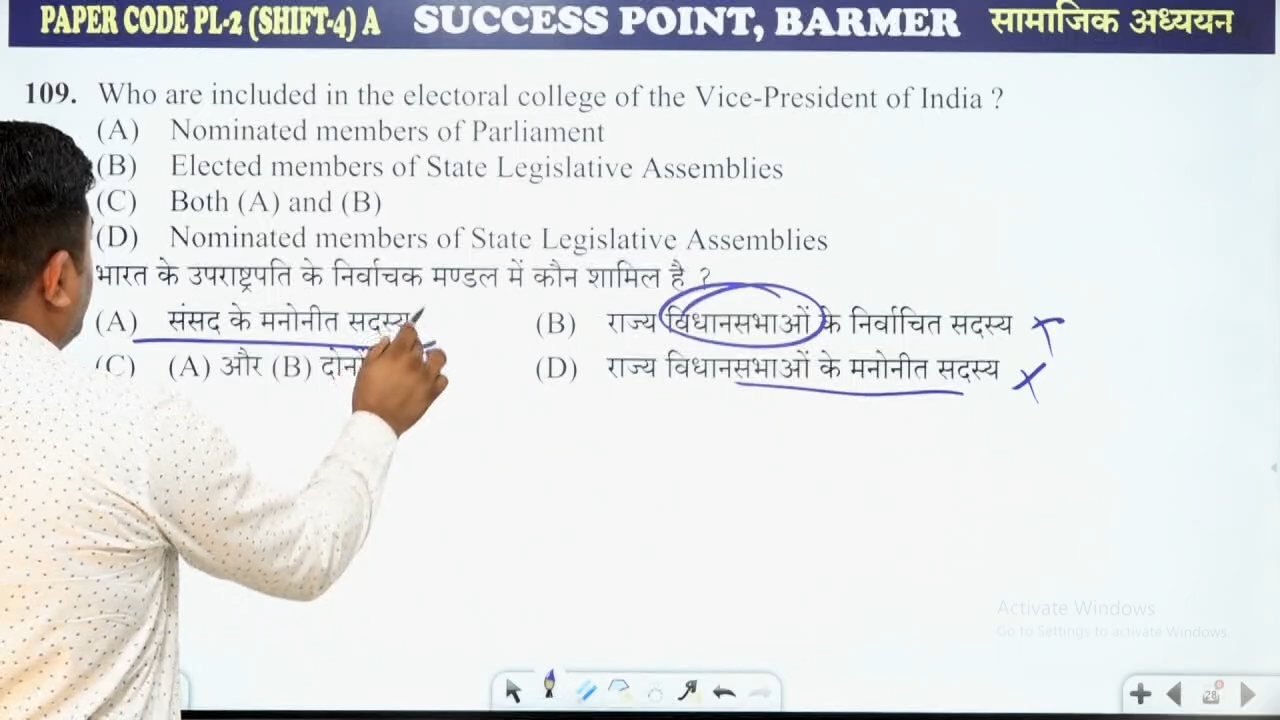 PAPER CODE PL-2 (SHIFT-4) A SUCCESS POINT, BARMER सामाजिक अध्ययन
109. Who are included in the electoral college of the Vice-President of India ?
(A) Nominated members of Parliament
(B) Elected members of State Legislative Assemblies
(C) Both (A) and (B)
(D) Nominated members of State Legislative Assemblies
भारत के उपराष्ट्रपति के निर्वाचक मण्डल में कौन शामिल है ?
(A) संसद के मनोनीत सदस्य (B) राज्य विधानसभाओं के निर्वाचित सदस्य
(C) (A) और (B) दोनों (D) राज्य विधानसभाओं के मनोनीत सदस्य
Activate Windows
Go to Settings to activate Windows.
28